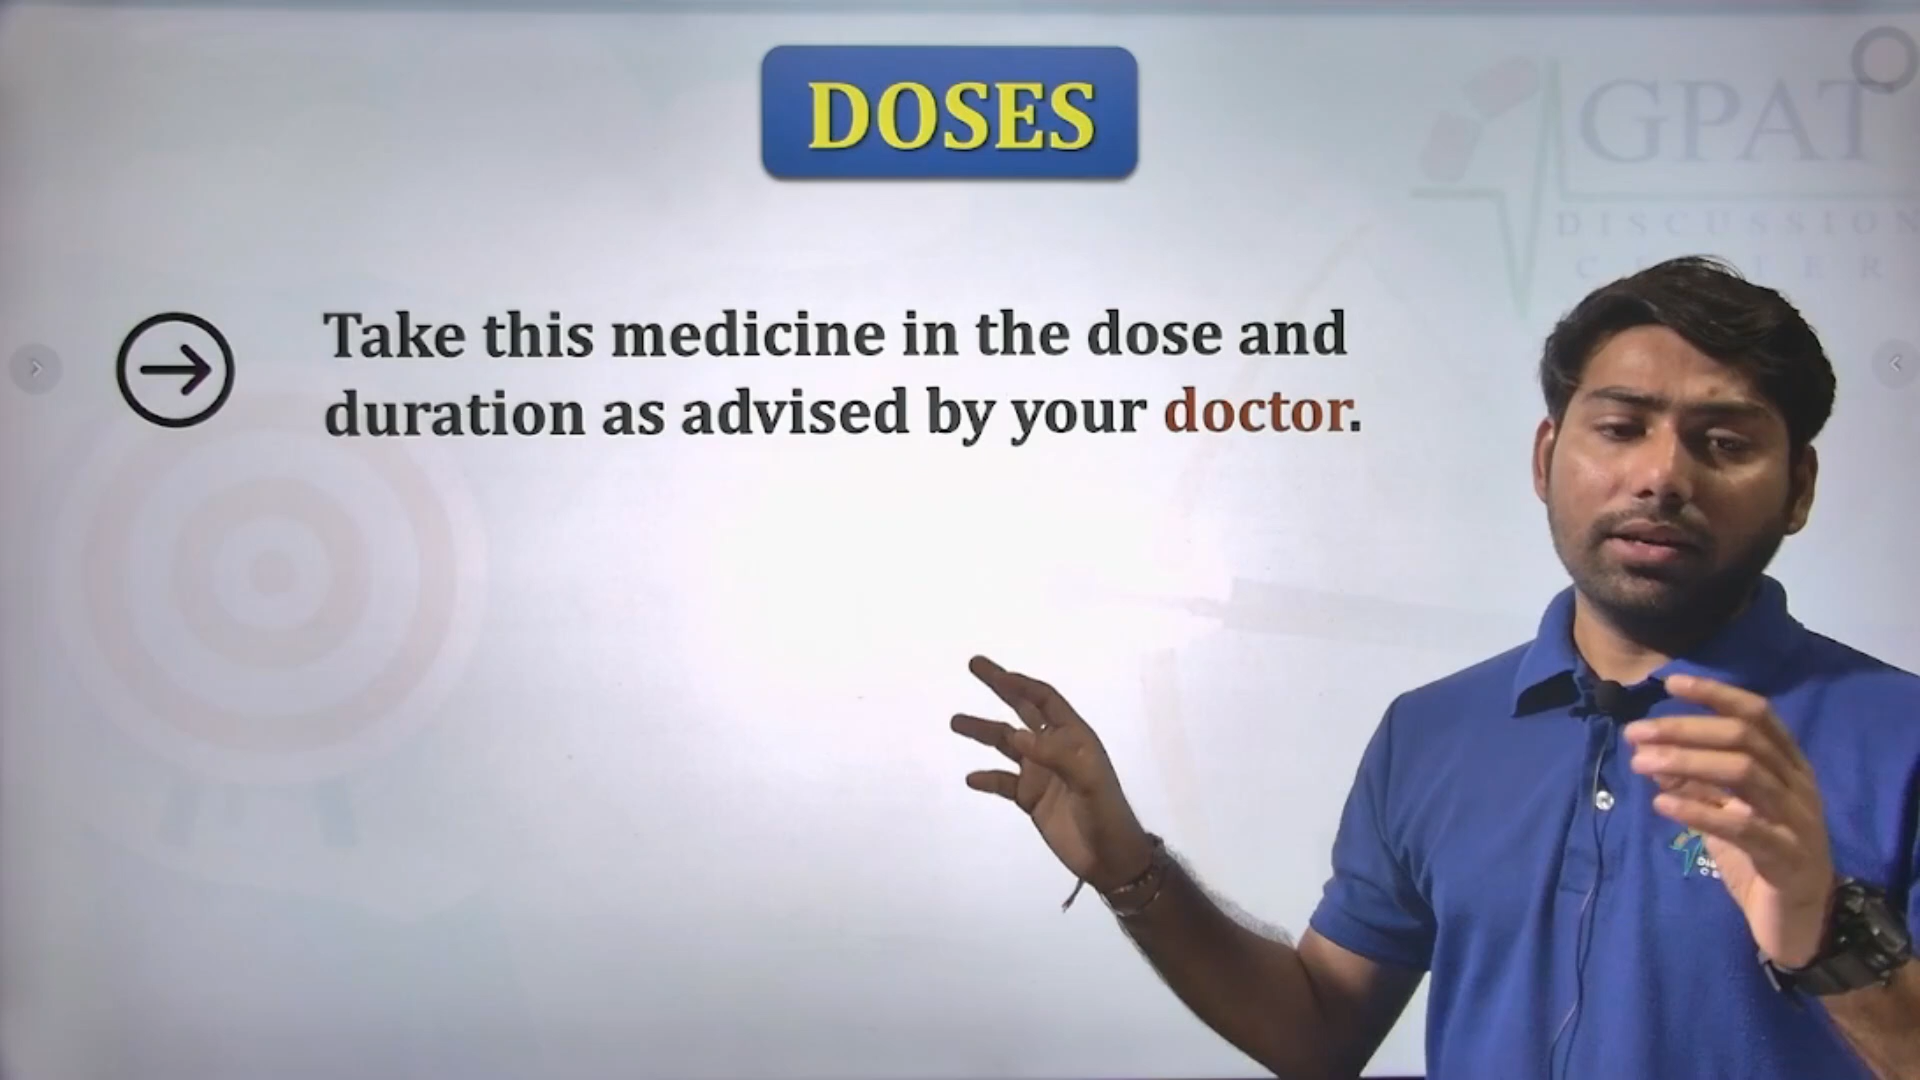 DOSES
GPAT
DISCUSSION
Take this medicine in the dose and
duration as advised by your doctor.